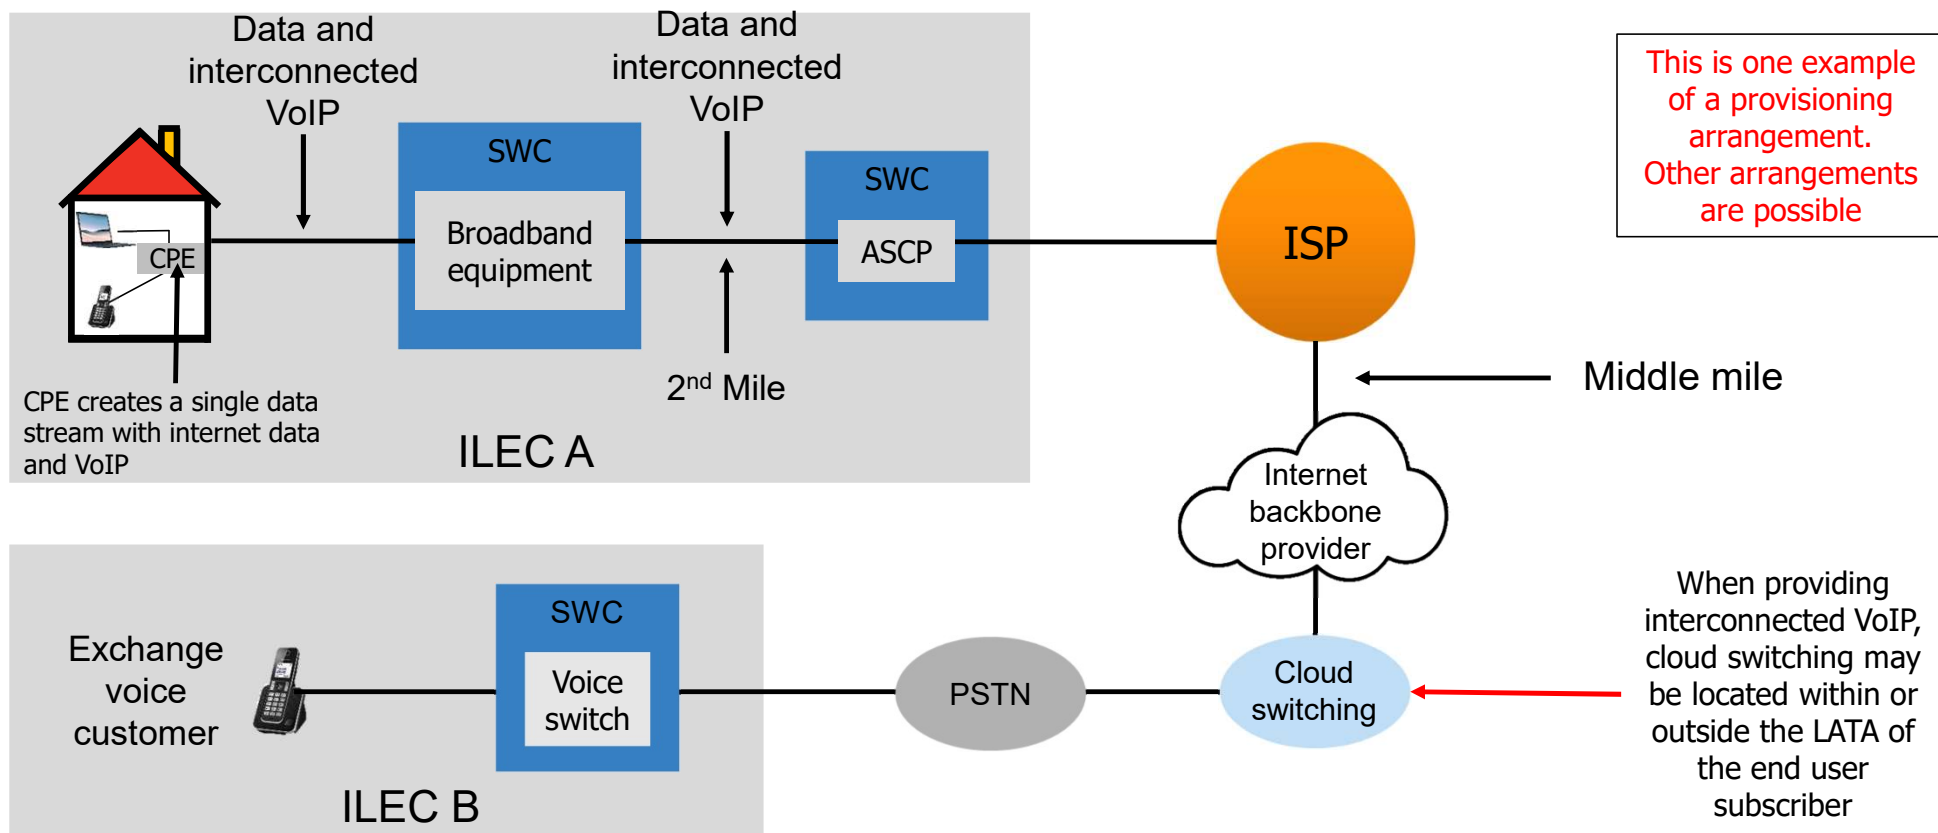 Data and
interconnected
VoIP
Data and
interconnected
VoIP
This is one example
of a provisioning
arrangement.
Other arrangements
are possible
SWC
Broadband
equipment
SWC
ASCP
ISP
CPE
2nd Mile
Middle mile
CPE creates a single data
stream with internet data
and VoIP
ILEC A
Internet
backbone
provider
Exchange
voice
customer
SWC
Voice
switch
PSTN
Cloud
switching
When providing
interconnected VoIP,
cloud switching may
be located within or
outside the LATA of
the end user
subscriber
ILEC B